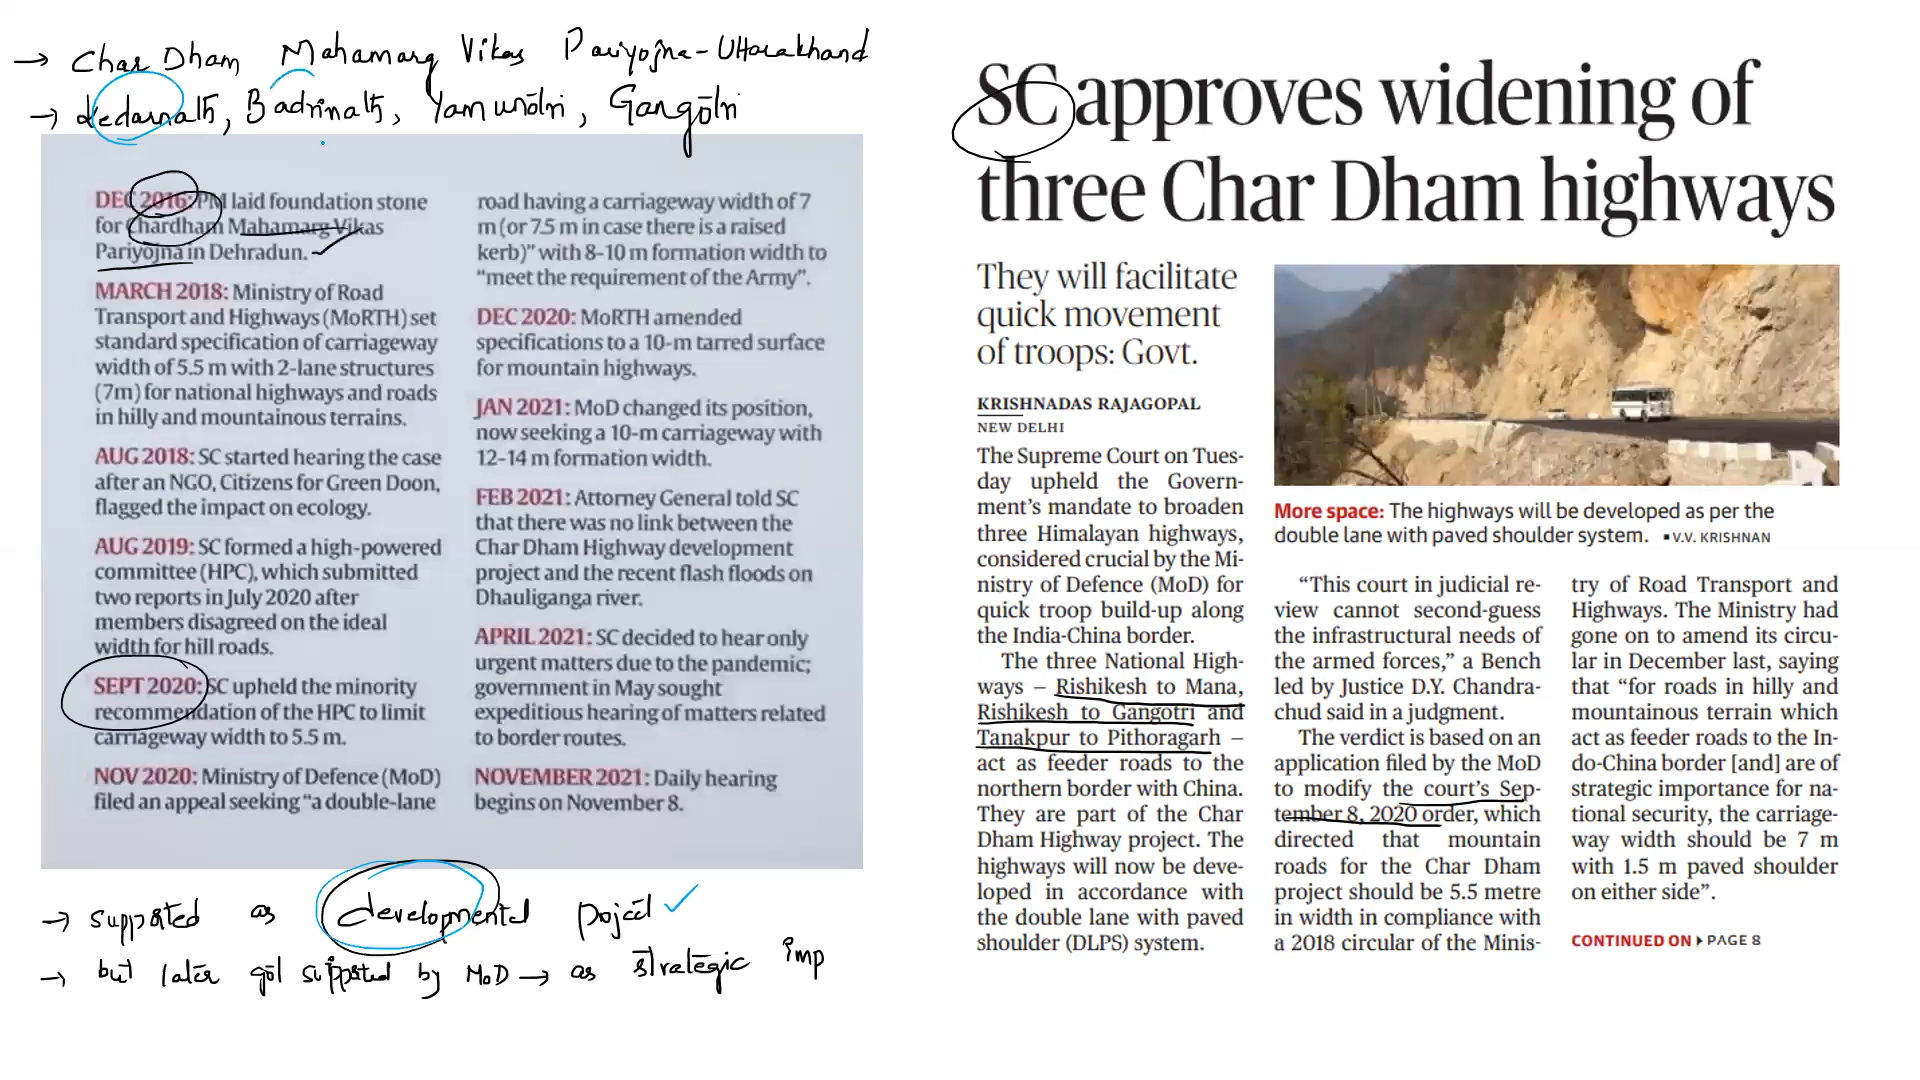 → Char Dham Mahamarg Vikas Pariyojna - Uttarakhand
→ Kedarnath, Badrinath, Yamunotri, Gangotri
DEC 2016: PM laid foundation stone
for Chardham Mahamarg Vikas
Pariyojna in Dehradun.
MARCH 2018: Ministry of Road
Transport and Highways (MoRTH) set
standard specification of carriageway
width of 5.5 m with 2-lane structures
(7m) for national highways and roads
in hilly and mountainous terrains.
AUG 2018: SC started hearing the case
after an NGO, Citizens for Green Doon,
flagged the impact on ecology.
AUG 2019: SC formed a high-powered
committee (HPC), which submitted
two reports in July 2020 after
members disagreed on the ideal
width for hill roads.
SEPT 2020: SC upheld the minority
recommendation of the HPC to limit
carriageway width to 5.5 m.
NOV 2020: Ministry of Defence (MoD)
filed an appeal seeking “a double-lane
road having a carriageway width of 7
m (or 7.5 m in case there is a raised
kerb)” with 8–10 m formation width to
“meet the requirement of the Army”.
DEC 2020: MoRTH amended
specifications to a 10-m tarred surface
for mountain highways.
JAN 2021: MoD changed its position,
now seeking a 10-m carriageway with
12-14 m formation width.
FEB 2021: Attorney General told SC
that there was no link between the
Char Dham Highway development
project and the recent flash floods on
Dhauliganga river.
APRIL 2021: SC decided to hear only
urgent matters due to the pandemic;
government in May sought
expeditious hearing of matters related
to border routes.
NOVEMBER 2021: Daily hearing
begins on November 8.
→ supported as developmental project ✓
→ but later got supported by MoD → as strategic imp
SC approves widening of
three Char Dham highways
They will facilitate
quick movement
of troops: Govt.
KRISHNADAS RAJAGOPAL
NEW DELHI
The Supreme Court on Tues-
day upheld the Govern-
ment’s mandate to broaden
three Himalayan highways,
considered crucial by the Mi-
nistry of Defence (MoD) for
quick troop build-up along
the India-China border.
The three National High-
ways – Rishikesh to Mana,
Rishikesh to Gangotri and
Tanakpur to Pithoragarh –
act as feeder roads to the
northern border with China.
They are part of the Char
Dham Highway project. The
highways will now be deve-
loped in accordance with
the double lane with paved
shoulder (DLPS) system.
More space: The highways will be developed as per the
double lane with paved shoulder system. ▪ V.V. KRISHNAN
“This court in judicial re-
view cannot second-guess
the infrastructural needs of
the armed forces,” a Bench
led by Justice D.Y. Chandra-
chud said in a judgment.
The verdict is based on an
application filed by the MoD
to modify the court’s Sep-
tember 8, 2020 order, which
directed that mountain
roads for the Char Dham
project should be 5.5 metre
in width in compliance with
a 2018 circular of the Minis-
try of Road Transport and
Highways. The Ministry had
gone on to amend its circu-
lar in December last, saying
that “for roads in hilly and
mountainous terrain which
act as feeder roads to the In-
do-China border [and] are of
strategic importance for na-
tional security, the carriage-
way width should be 7 m
with 1.5 m paved shoulder
on either side”.
CONTINUED ON ▸ PAGE 8